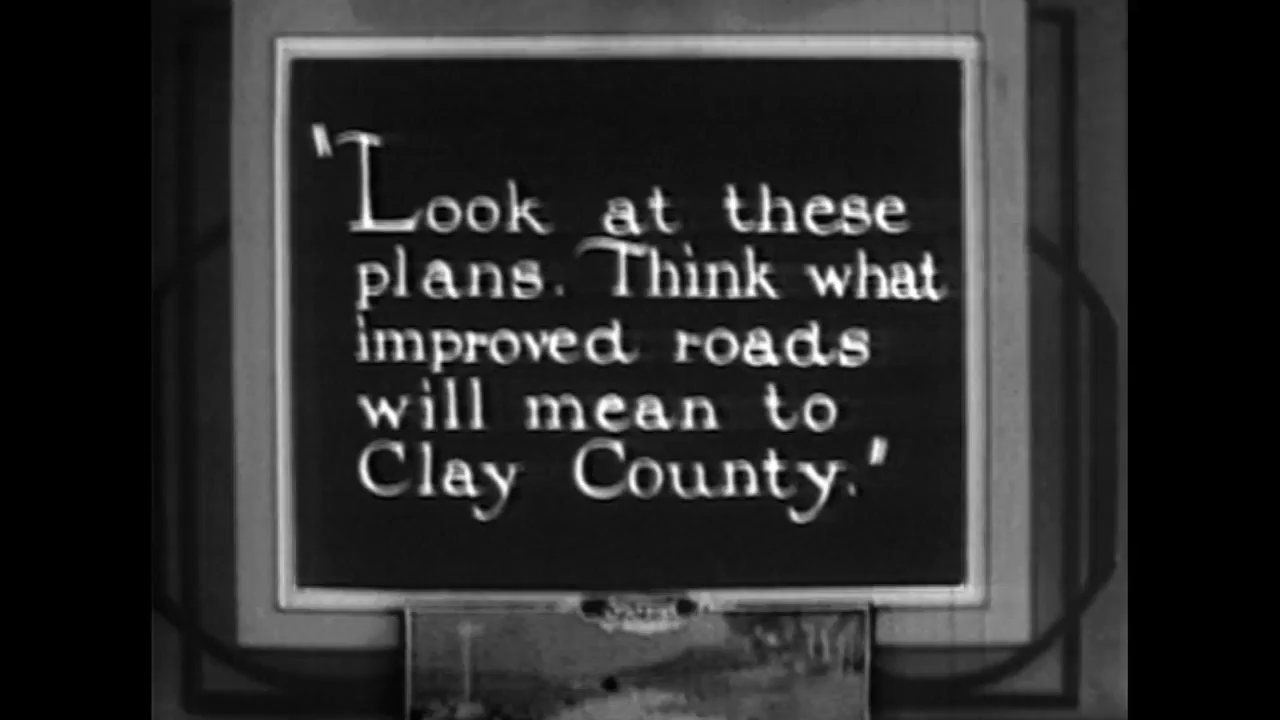 "Look at these
plans. Think what
improved roads
will mean to
Clay County."